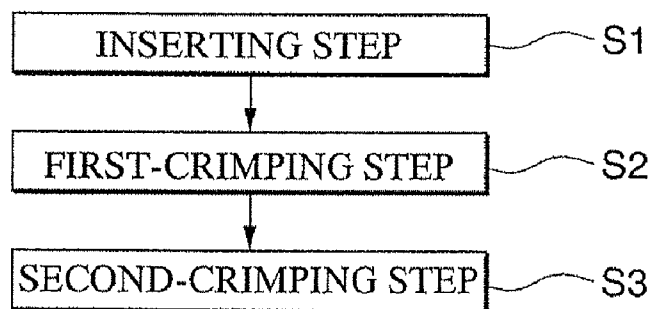 INSERTING STEP S1
FIRST-CRIMPING STEP S2
SECOND-CRIMPING STEP S3